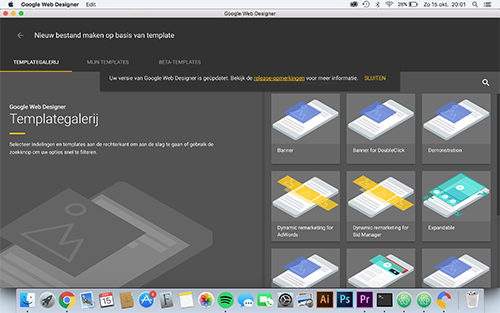 Google Web Designer Edit
26% Zo 15 okt. 20:01
Google Web Designer
Nieuw bestand maken op basis van template
TEMPLATEGALERIJ MIJN TEMPLATES BÈTA-TEMPLATES
Uw versie van Google Web Designer is geüpdatet. Bekijk de release-opmerkingen voor meer informatie. SLUITEN
Google Web Designer
Templategalerij
Selecteer indelingen en templates aan de rechterkant om aan de slag te gaan of gebruik de
zoekknop om uw opties snel te filteren.
Banner
Banner for DoubleClick
Demonstration
Dynamic remarketing for
AdWords
Dynamic remarketing for
Bid Manager
Expandable
15
Ai
Ps
Pr